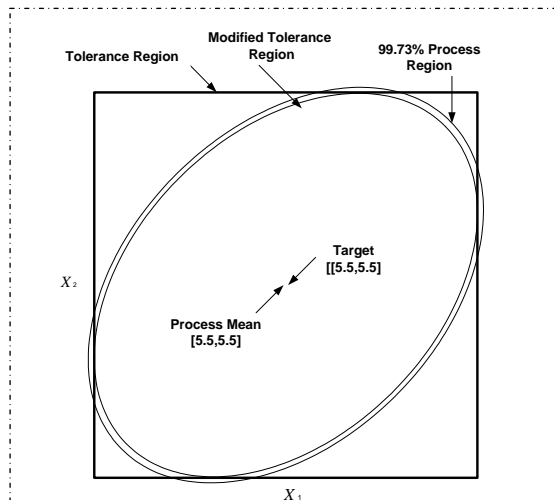 Modified Tolerance
Region
Tolerance Region
99.73% Process
Region
Target
[[5.5,5.5]
X₂
Process Mean
[5.5,5.5]
X₁